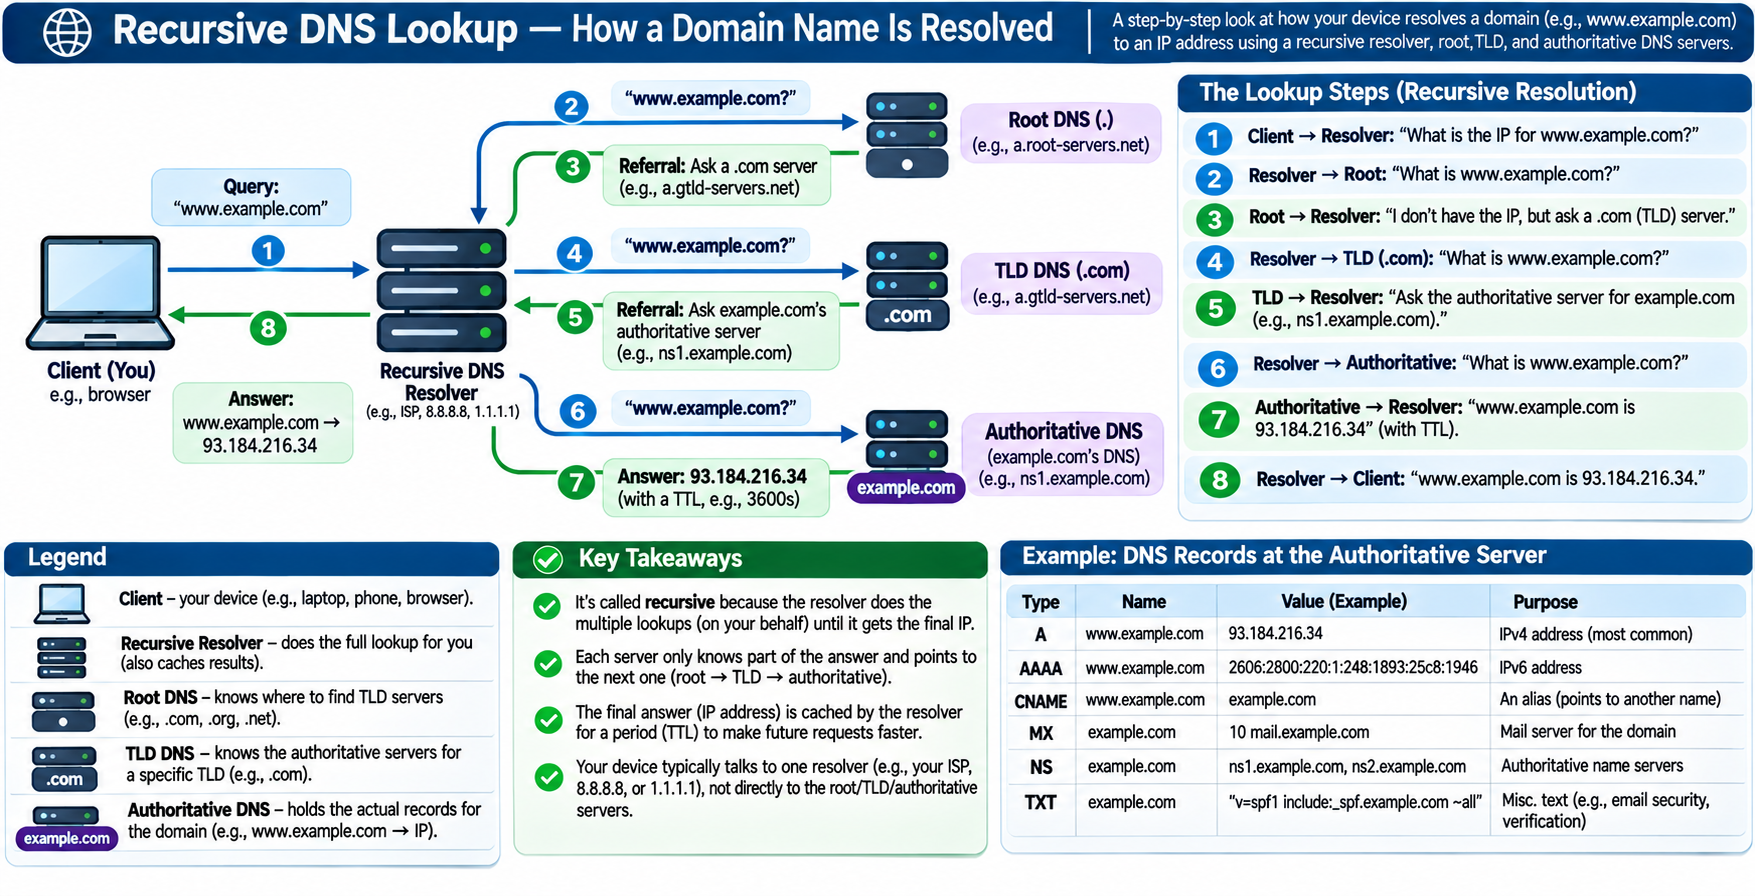 Recursive DNS Lookup — How a Domain Name Is Resolved
A step-by-step look at how your device resolves a domain (e.g., www.example.com)
to an IP address using a recursive resolver, root,TLD, and authoritative DNS servers.
Query:
“www.example.com”
1
8
Client (You)
e.g., browser
Answer:
www.example.com →
93.184.216.34
Recursive DNS
Resolver
(e.g., ISP, 8.8.8.8, 1.1.1.1)
2
“www.example.com?”
3
Referral: Ask a .com server
(e.g., a.gtld-servers.net)
Root DNS (.)
(e.g., a.root-servers.net)
4
“www.example.com?”
5
Referral: Ask example.com’s
authoritative server
(e.g., ns1.example.com)
.com
TLD DNS (.com)
(e.g., a.gtld-servers.net)
6
“www.example.com?”
7
Answer: 93.184.216.34
(with a TTL, e.g., 3600s)
example.com
Authoritative DNS
(example.com’s DNS)
(e.g., ns1.example.com)
The Lookup Steps (Recursive Resolution)
1 Client → Resolver: “What is the IP for www.example.com?”
2 Resolver → Root: “What is www.example.com?”
3 Root → Resolver: “I don’t have the IP, but ask a .com (TLD) server.”
4 Resolver → TLD (.com): “What is www.example.com?”
5 TLD → Resolver: “Ask the authoritative server for example.com
(e.g., ns1.example.com).”
6 Resolver → Authoritative: “What is www.example.com?”
7 Authoritative → Resolver: “www.example.com is
93.184.216.34” (with TTL).
8 Resolver → Client: “www.example.com is 93.184.216.34.”
Legend
Client – your device (e.g., laptop, phone, browser).
Recursive Resolver – does the full lookup for you
(also caches results).
Root DNS – knows where to find TLD servers
(e.g., .com, .org, .net).
.com
TLD DNS – knows the authoritative servers for
a specific TLD (e.g., .com).
example.com
Authoritative DNS – holds the actual records for
the domain (e.g., www.example.com → IP).
Key Takeaways
It’s called recursive because the resolver does the
multiple lookups (on your behalf) until it gets the final IP.
Each server only knows part of the answer and points to
the next one (root → TLD → authoritative).
The final answer (IP address) is cached by the resolver
for a period (TTL) to make future requests faster.
Your device typically talks to one resolver (e.g., your ISP,
8.8.8.8, or 1.1.1.1), not directly to the root/TLD/authoritative
servers.
Example: DNS Records at the Authoritative Server
Type Name Value (Example) Purpose
A www.example.com 93.184.216.34 IPv4 address (most common)
AAAA www.example.com 2606:2800:220:1:248:1893:25c8:1946 IPv6 address
CNAME www.example.com example.com An alias (points to another name)
MX example.com 10 mail.example.com Mail server for the domain
NS example.com ns1.example.com, ns2.example.com Authoritative name servers
TXT example.com "v=spf1 include:_spf.example.com ~all" Misc. text (e.g., email security,
verification)